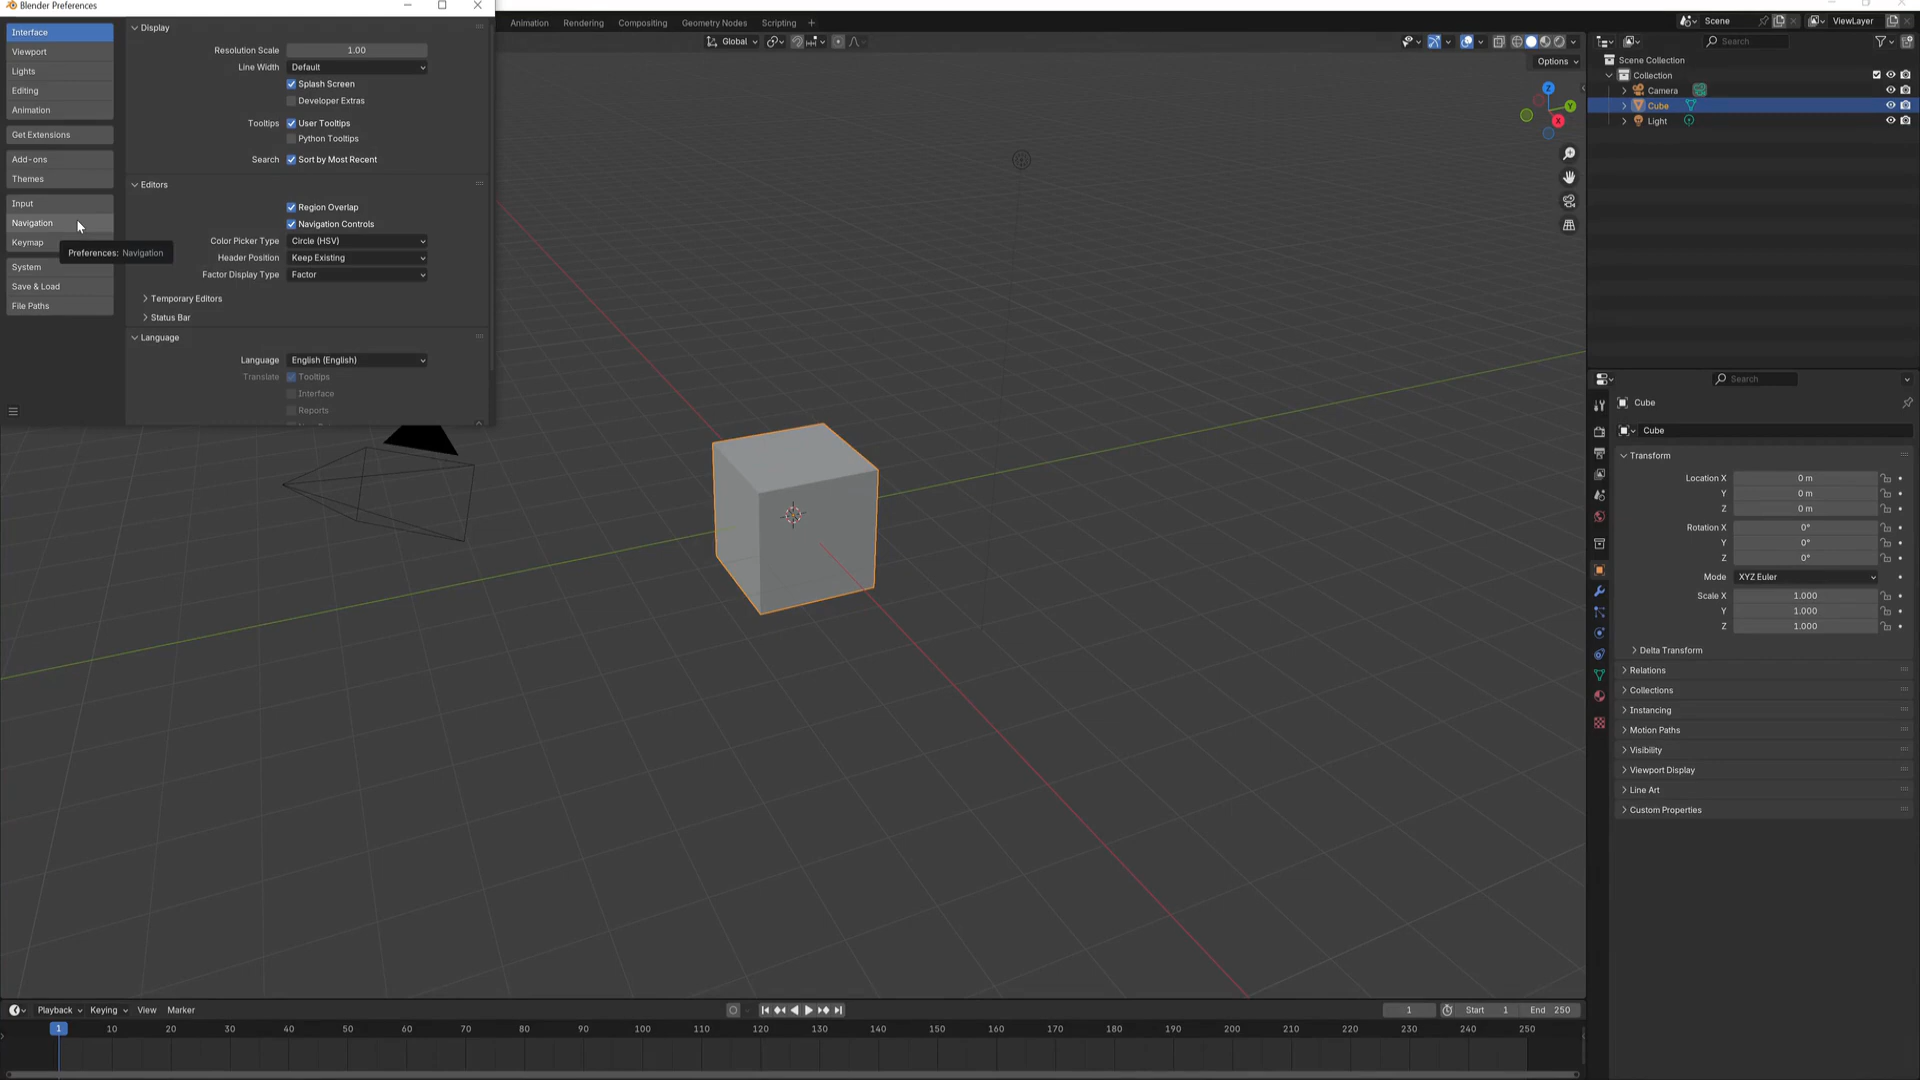 Blender Preferences
Interface
Viewport
Lights
Editing
Animation
Get Extensions
Add-ons
Themes
Input
Navigation
Keymap
Preferences: Navigation
System
Save & Load
File Paths
Display
Resolution Scale 1.00
Line Width Default
Splash Screen
Developer Extras
Tooltips User Tooltips
Python Tooltips
Search Sort by Most Recent
Editors
Region Overlap
Navigation Controls
Color Picker Type Circle (HSV)
Header Position Keep Existing
Factor Display Type Factor
Temporary Editors
Status Bar
Language
Language English (English)
Translate Tooltips
Interface
Reports
Animation Rendering Compositing Geometry Nodes Scripting +
Scene ViewLayer
Global
Options
Z
Y
X
Search
Scene Collection
Collection
Camera
Cube
Light
Search
Cube
Cube
Transform
Location X 0 m
Y 0 m
Z 0 m
Rotation X 0°
Y 0°
Z 0°
Mode XYZ Euler
Scale X 1.000
Y 1.000
Z 1.000
Delta Transform
Relations
Collections
Instancing
Motion Paths
Visibility
Viewport Display
Line Art
Custom Properties
Playback Keying View Marker
1 Start 1 End 250
1 10 20 30 40 50 60 70 80 90 100 110 120 130 140 150 160 170 180 190 200 210 220 230 240 250